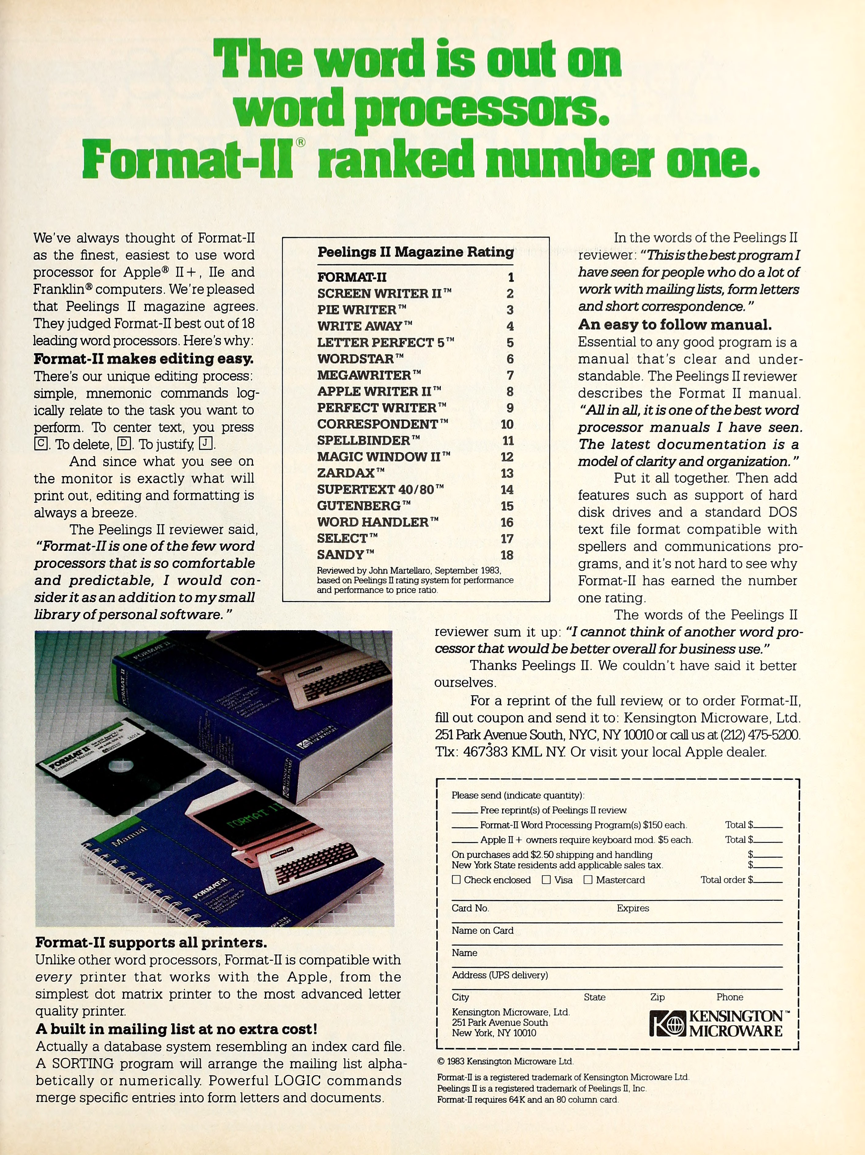 The word is out on
word processors.
Format-II® ranked number one.
We've always thought of Format-II
as the finest, easiest to use word
processor for Apple® II+, IIe and
Franklin® computers. We're pleased
that Peelings II magazine agrees.
They judged Format-II best out of 18
leading word processors. Here's why:
Format-II makes editing easy.
There's our unique editing process:
simple, mnemonic commands log-
ically relate to the task you want to
perform. To center text, you press
C. To delete, D. To justify, J.
And since what you see on
the monitor is exactly what will
print out, editing and formatting is
always a breeze.
The Peelings II reviewer said,
"Format-II is one of the few word
processors that is so comfortable
and predictable, I would con-
sider it as an addition to my small
library of personal software."
Peelings II Magazine Rating
FORMAT-II 1
SCREEN WRITER II™ 2
PIE WRITER™ 3
WRITE AWAY™ 4
LETTER PERFECT 5™ 5
WORDSTAR™ 6
MEGAWRITER™ 7
APPLE WRITER II™ 8
PERFECT WRITER™ 9
CORRESPONDENT™ 10
SPELLBINDER™ 11
MAGIC WINDOW II™ 12
ZARDAX™ 13
SUPERTEXT 40/80™ 14
GUTENBERG™ 15
WORD HANDLER™ 16
SELECT™ 17
SANDY™ 18
Reviewed by John Martellaro, September 1983,
based on Peelings II rating system for performance
and performance to price ratio.
In the words of the Peelings II
reviewer: "This is the best program I
have seen for people who do a lot of
work with mailing lists, form letters
and short correspondence."
An easy to follow manual.
Essential to any good program is a
manual that's clear and under-
standable. The Peelings II reviewer
describes the Format II manual.
"All in all, it is one of the best word
processor manuals I have seen.
The latest documentation is a
model of clarity and organization."
Put it all together. Then add
features such as support of hard
disk drives and a standard DOS
text file format compatible with
spellers and communications pro-
grams, and it's not hard to see why
Format-II has earned the number
one rating.
The words of the Peelings II
reviewer sum it up: "I cannot think of another word pro-
cessor that would be better overall for business use."
Thanks Peelings II. We couldn't have said it better
ourselves.
For a reprint of the full review, or to order Format-II,
fill out coupon and send it to: Kensington Microware, Ltd.
251 Park Avenue South, NYC, NY 10010 or call us at (212) 475-5200.
Tlx: 467383 KML NY. Or visit your local Apple dealer.
FORMAT II
FORMAT II
Manual
FORMAT II
FORMAT-II
Format-II supports all printers.
Unlike other word processors, Format-II is compatible with
every printer that works with the Apple, from the
simplest dot matrix printer to the most advanced letter
quality printer.
A built in mailing list at no extra cost!
Actually a database system resembling an index card file.
A SORTING program will arrange the mailing list alpha-
betically or numerically. Powerful LOGIC commands
merge specific entries into form letters and documents.
Please send (indicate quantity):
Free reprint(s) of Peelings II review
Format-II Word Processing Program(s) $150 each. Total $
Apple II+ owners require keyboard mod. $5 each. Total $
On purchases add $2.50 shipping and handling $
New York State residents add applicable sales tax. $
Check enclosed Visa Mastercard Total order $
Card No. Expires
Name on Card
Name
Address (UPS delivery)
City State Zip Phone
Kensington Microware, Ltd.
251 Park Avenue South
New York, NY 10010
KENSINGTON™
MICROWARE
© 1983 Kensington Microware Ltd.
Format-II is a registered trademark of Kensington Microware Ltd.
Peelings II is a registered trademark of Peelings II, Inc.
Format-II requires 64K and an 80 column card.